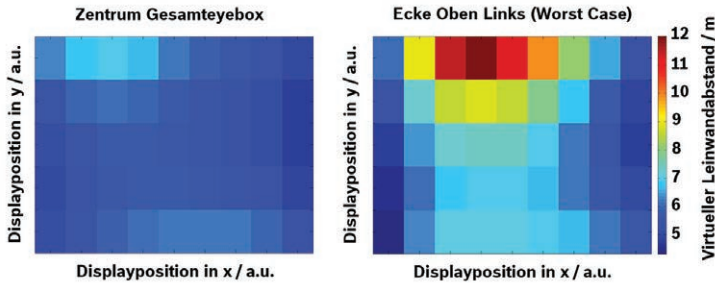 Zentrum Gesamteyebox
Displayposition in y / a.u.
Displayposition in x / a.u.
Ecke Oben Links (Worst Case)
Displayposition in y / a.u.
Displayposition in x / a.u.
12
11
10
9
8
7
6
5
Virtueller Leinwandabstand / m